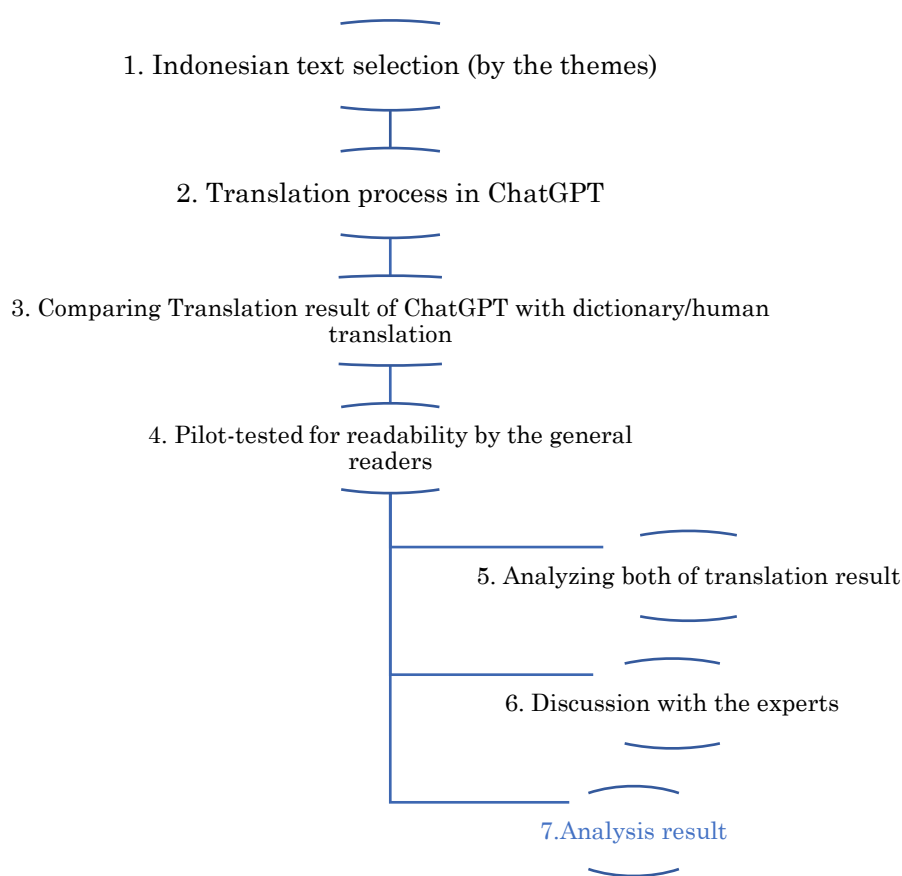 1. Indonesian text selection (by the themes)
2. Translation process in ChatGPT
3. Comparing Translation result of ChatGPT with dictionary/human
translation
4. Pilot-tested for readability by the general
readers
5. Analyzing both of translation result
6. Discussion with the experts
7.Analysis result